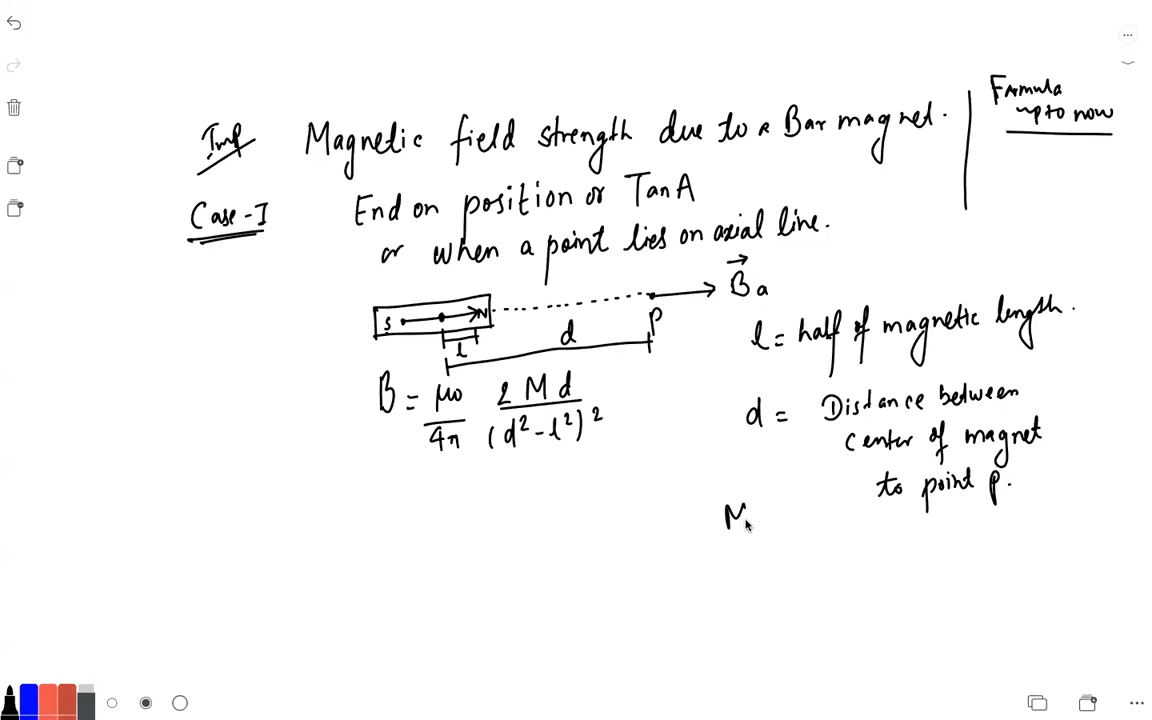 Imp Magnetic field strength due to a Bar magnet.
Formula
upto now
Case-I End on position or Tan A
or when a point lies on axial line.
S N P B⃗a
l d
l = half of magnetic length.
B = μ0/4π 2Md/(d²-l²)²
d = Distance between
center of magnet
to point P.
M